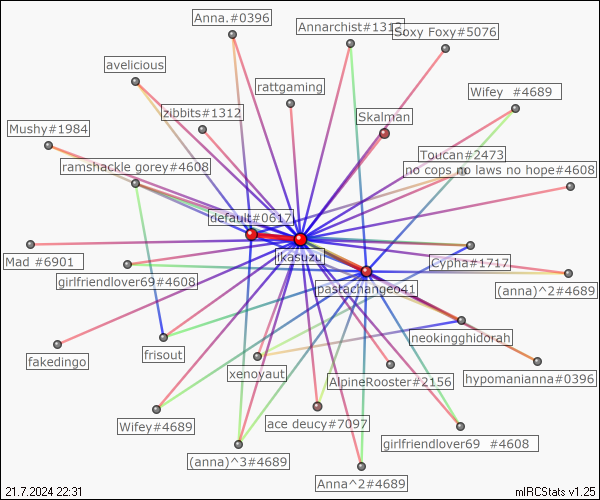 Anna.#0396
Annarchist#1312
Soxy Foxy#5076
avelicious
rattgaming
Wifey  #4689
zibbits#1312
Skalman
Mushy#1984
Toucan#2473
ramshackle gorey#4608
no cops no laws no hope#4608
default#0617
ikasuzu
Cypha#1717
Mad #6901
girlfriendlover69#4608
pastachangeo41
(anna)^2#4689
neokingghidorah
fakedingo
frisout
xenoyaut
AlpineRooster#2156
hypomanianna#0396
Wifey#4689
ace deucy#7097
girlfriendlover69  #4608
(anna)^3#4689
Anna^2#4689
21.7.2024 22:31
mIRCStats v1.25